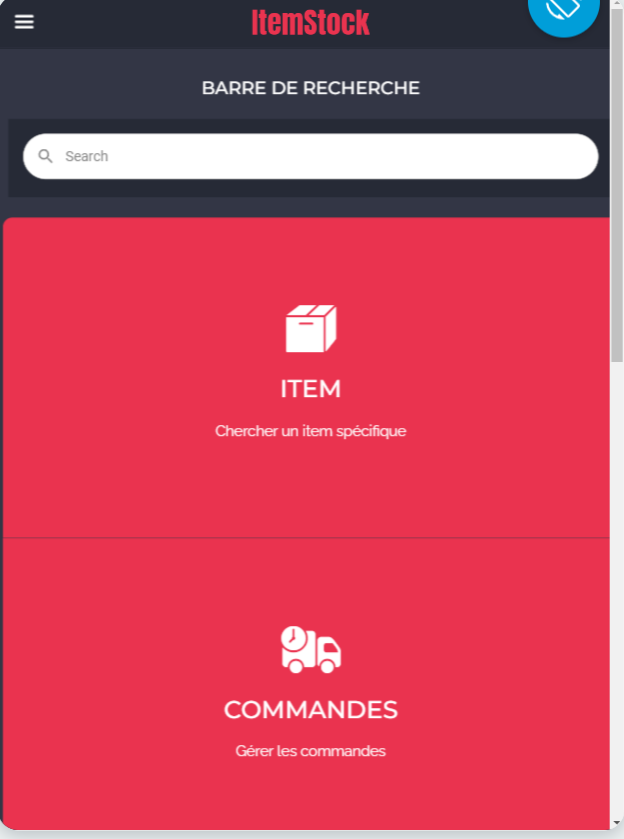 ItemStock
BARRE DE RECHERCHE
Search
ITEM
Chercher un item spécifique
COMMANDES
Gérer les commandes